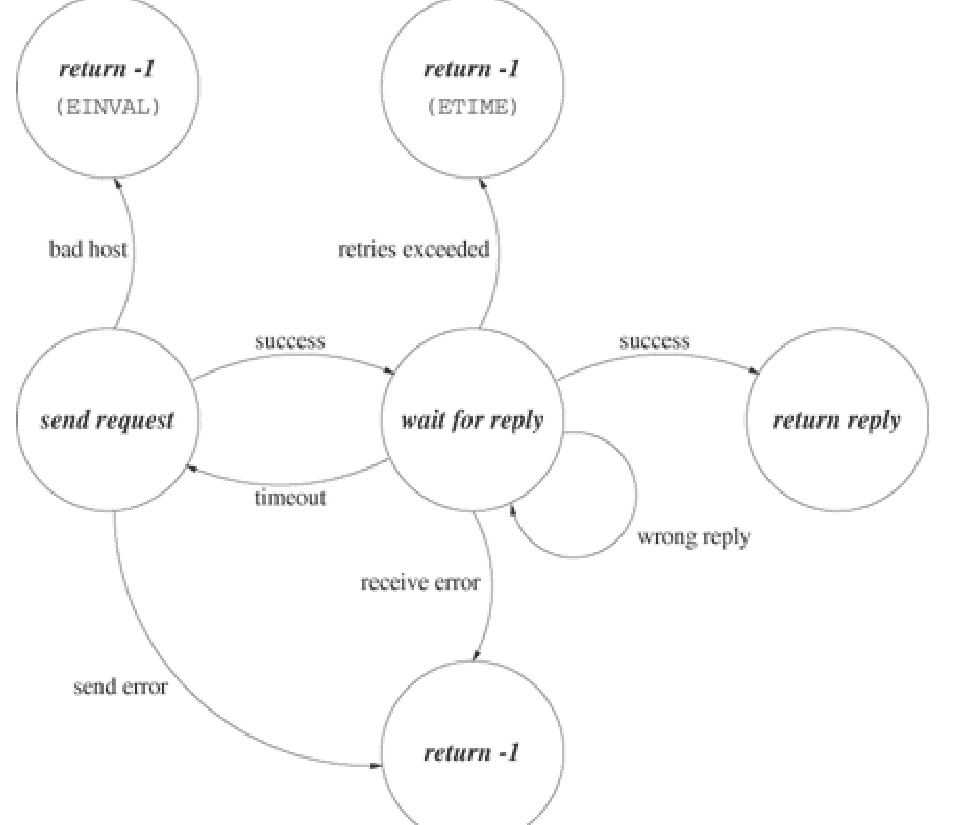 return -1
(EINVAL)
return -1
(ETIME)
bad host
retries exceeded
success
success
send request
wait for reply
return reply
timeout
wrong reply
receive error
send error
return -1